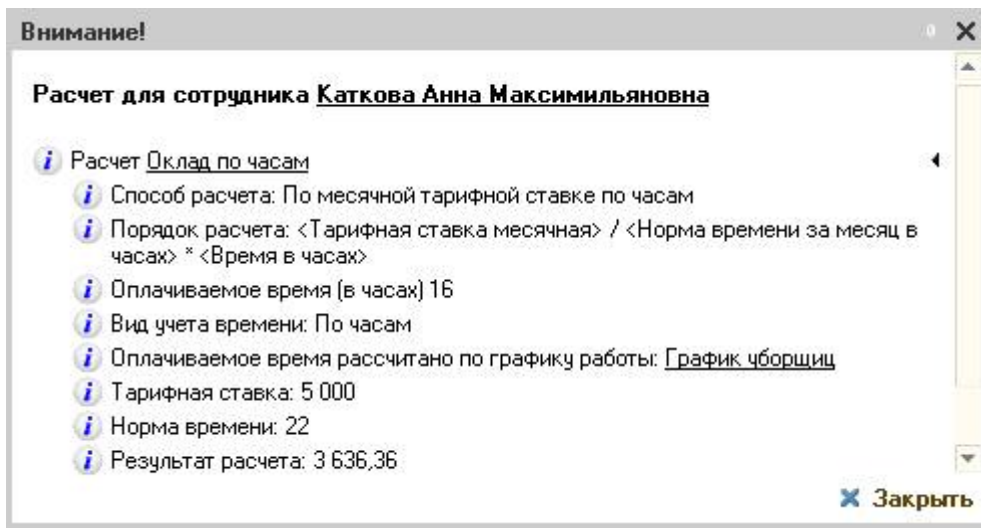 Внимание!
Расчет для сотрудника Каткова Анна Максимильяновна
Расчет Оклад по часам
Способ расчета: По месячной тарифной ставке по часам
Порядок расчета: <Тарифная ставка месячная> / <Норма времени за месяц в
часах> * <Время в часах>
Оплачиваемое время (в часах) 16
Вид учета времени: По часам
Оплачиваемое время рассчитано по графику работы: График уборщиц
Тарифная ставка: 5 000
Норма времени: 22
Результат расчета: 3 636,36
Закрыть